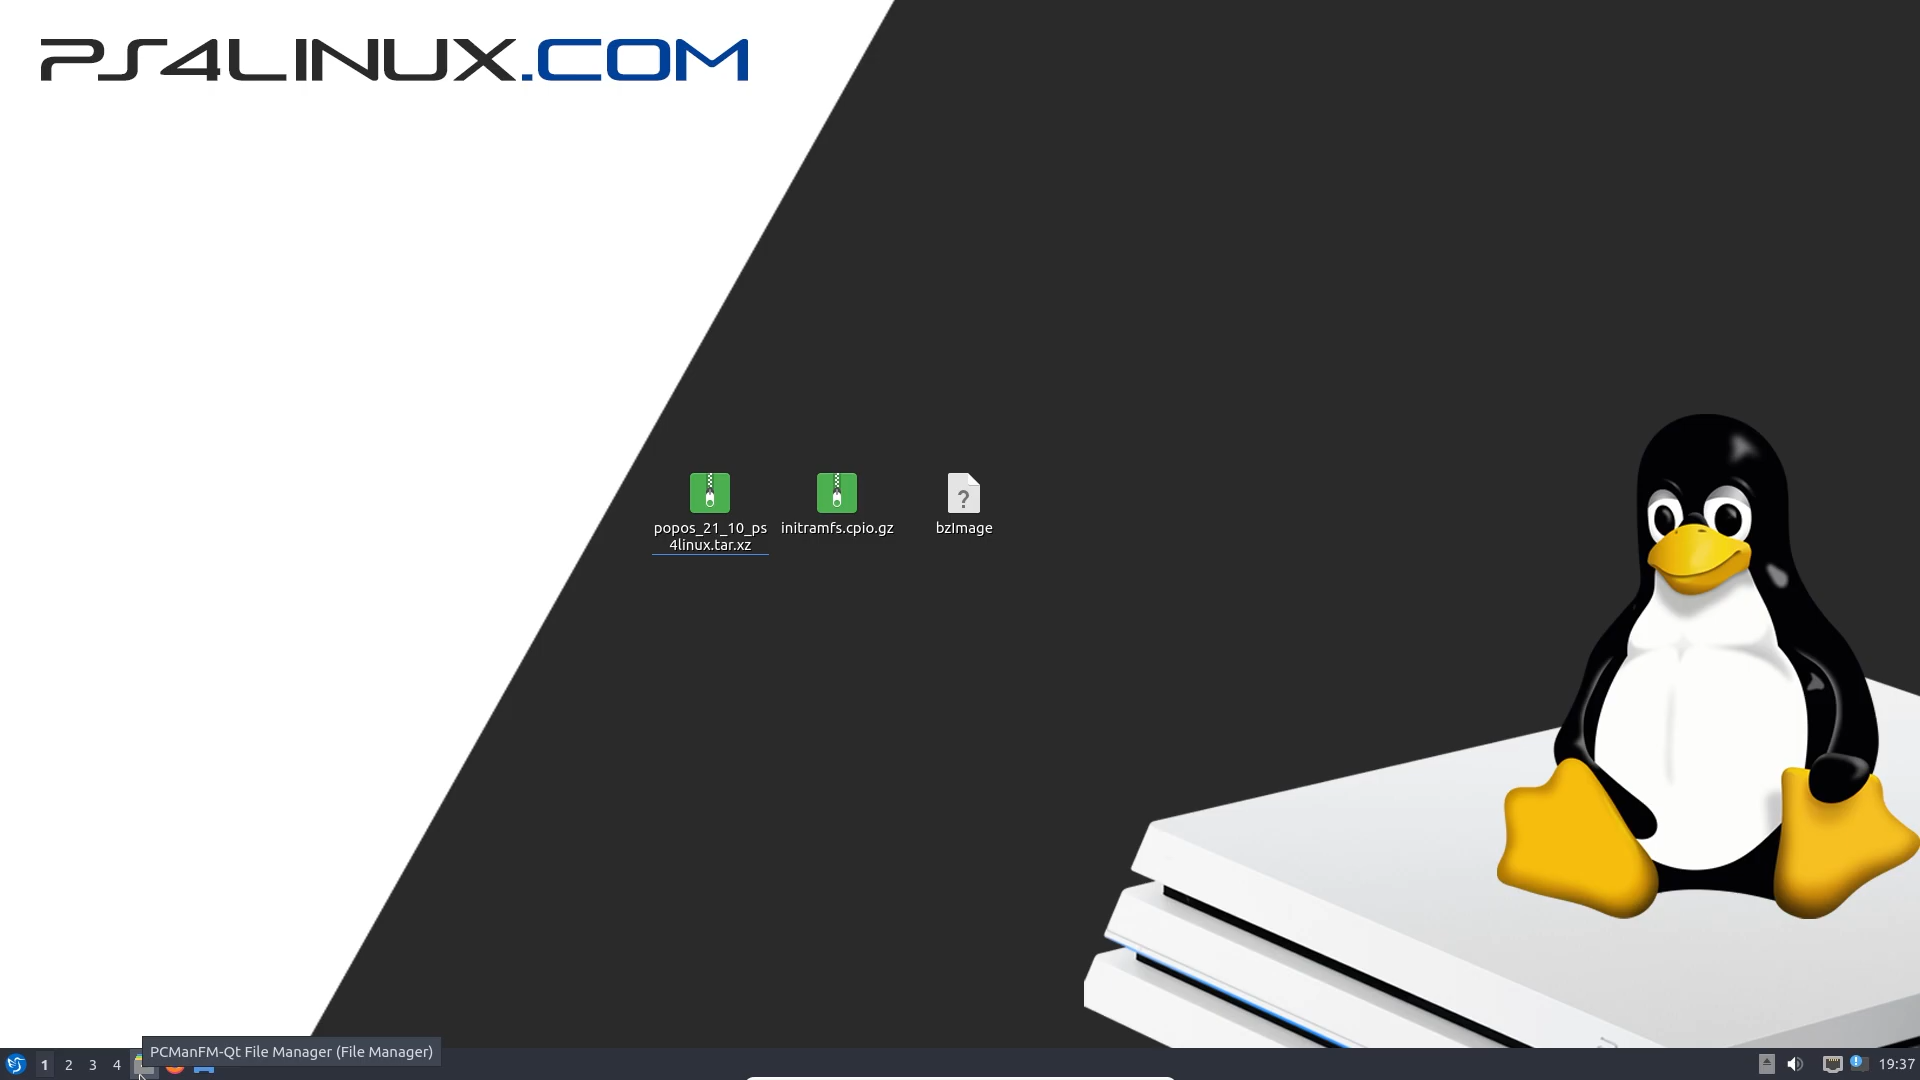 PS4LINUX.COM
popos_21_10_ps
4linux.tar.xz
initramfs.cpio.gz
bzImage
PCManFM-Qt File Manager (File Manager)
1 2 3 4
19:37